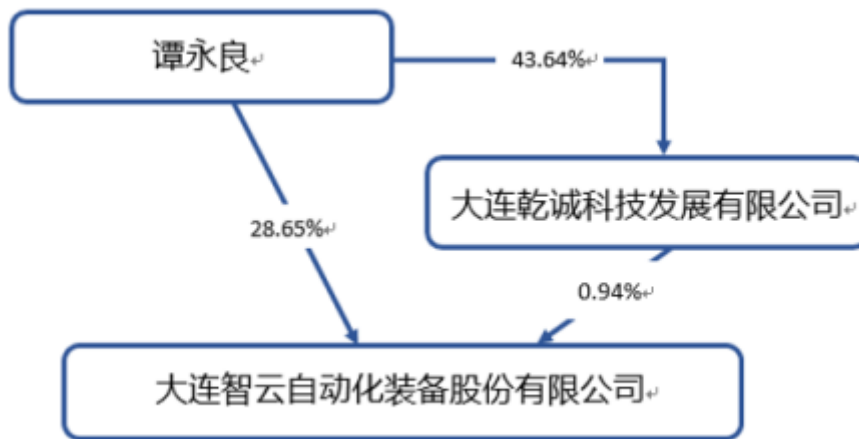 谭永良
43.64%
大连乾诚科技发展有限公司
28.65%
0.94%
大连智云自动化装备股份有限公司